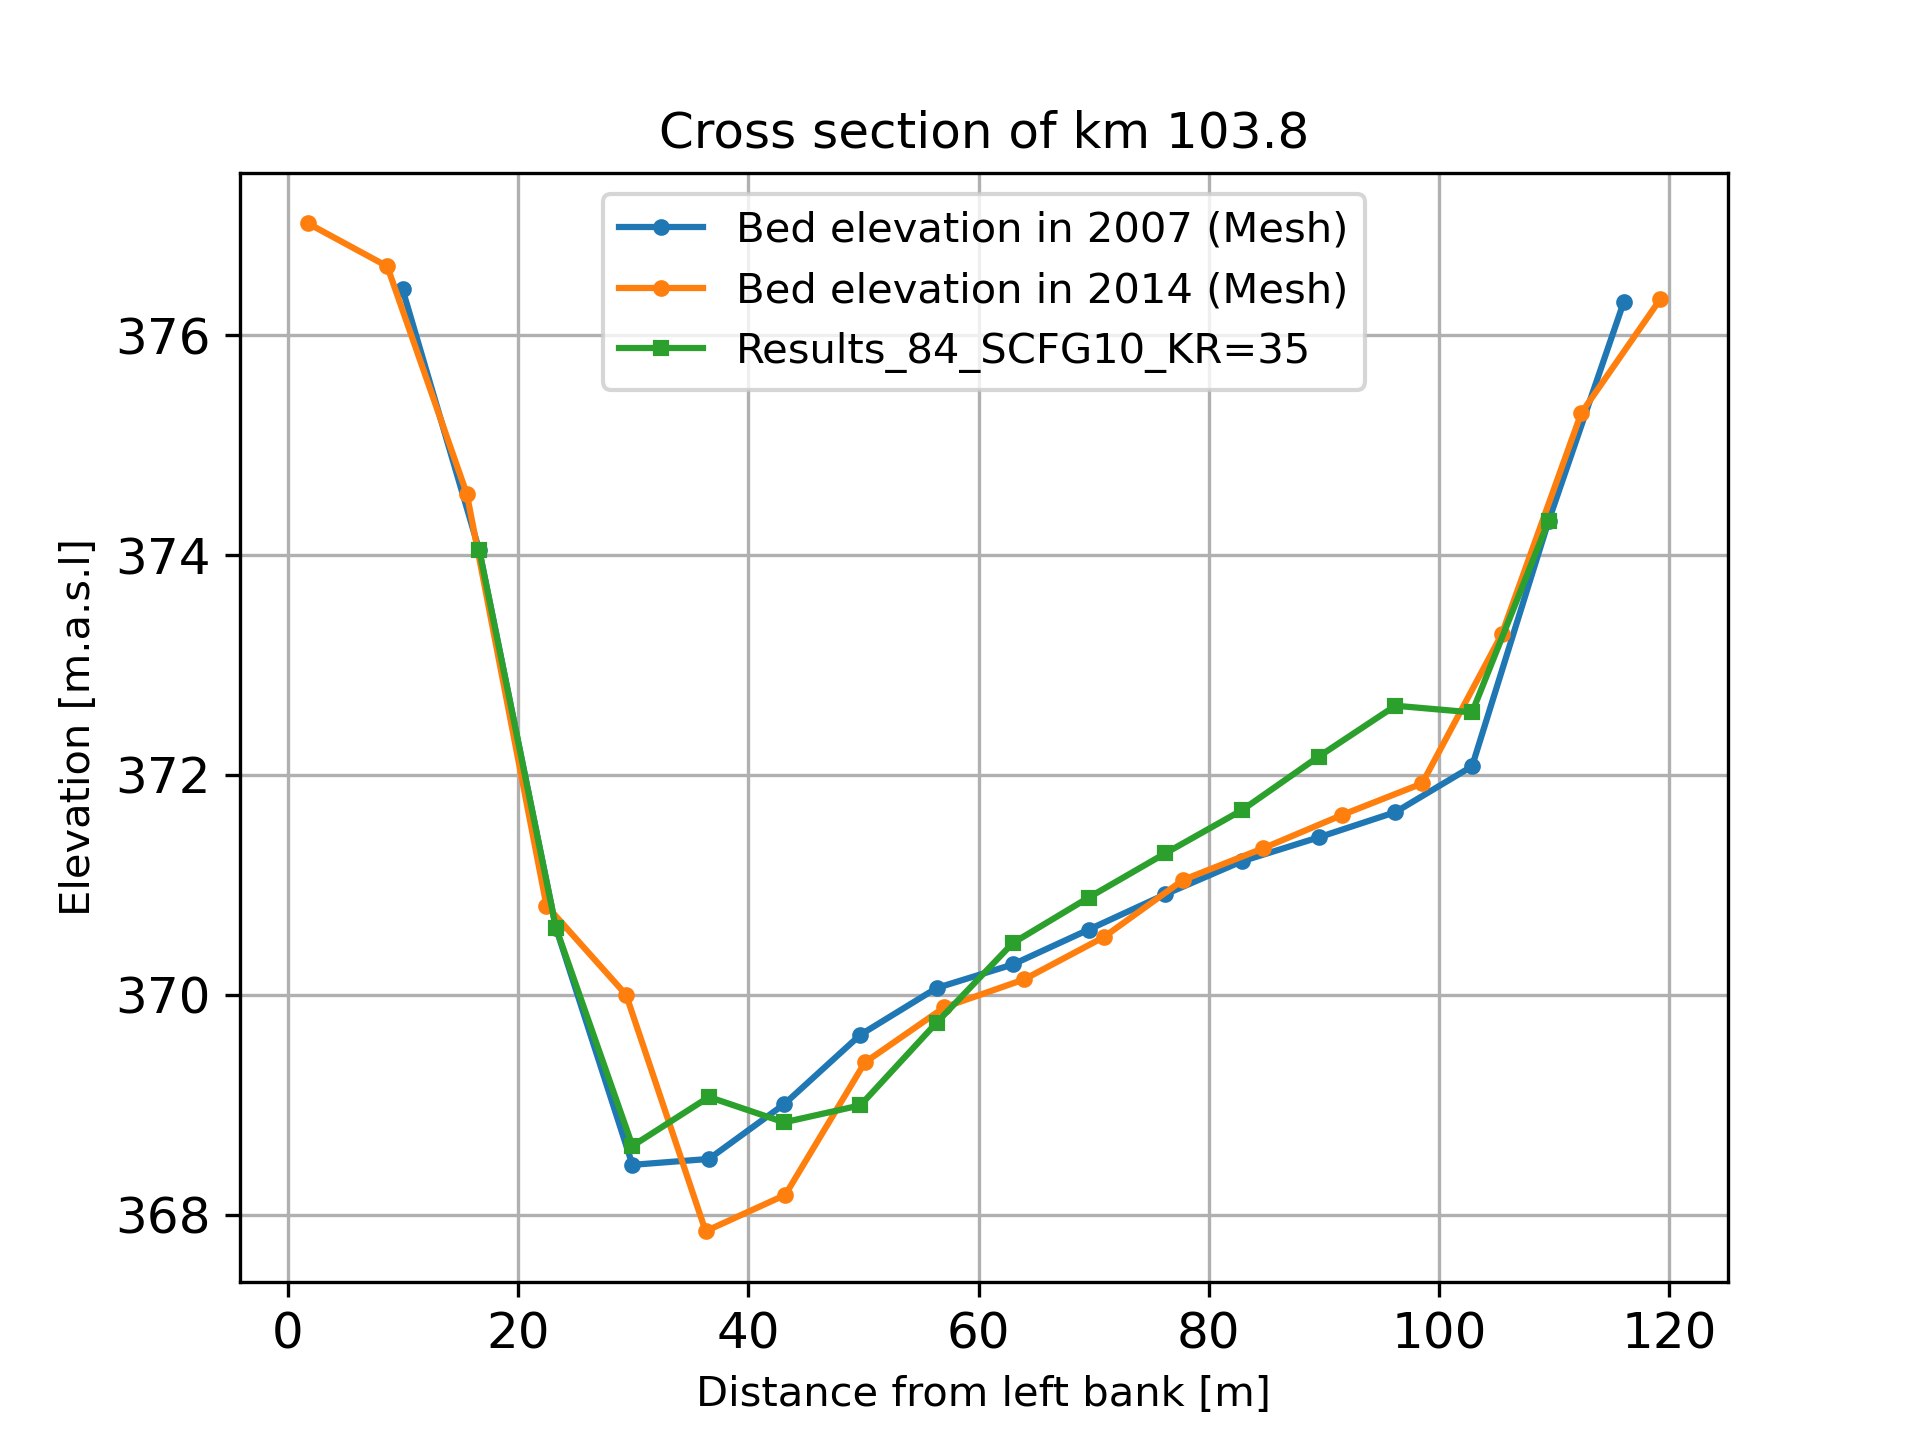 Cross section of km 103.8
Bed elevation in 2007 (Mesh)
Bed elevation in 2014 (Mesh)
Results_84_SCFG10_KR=35
Elevation [m.a.s.l]
376
374
372
370
368
0 20 40 60 80 100 120
Distance from left bank [m]